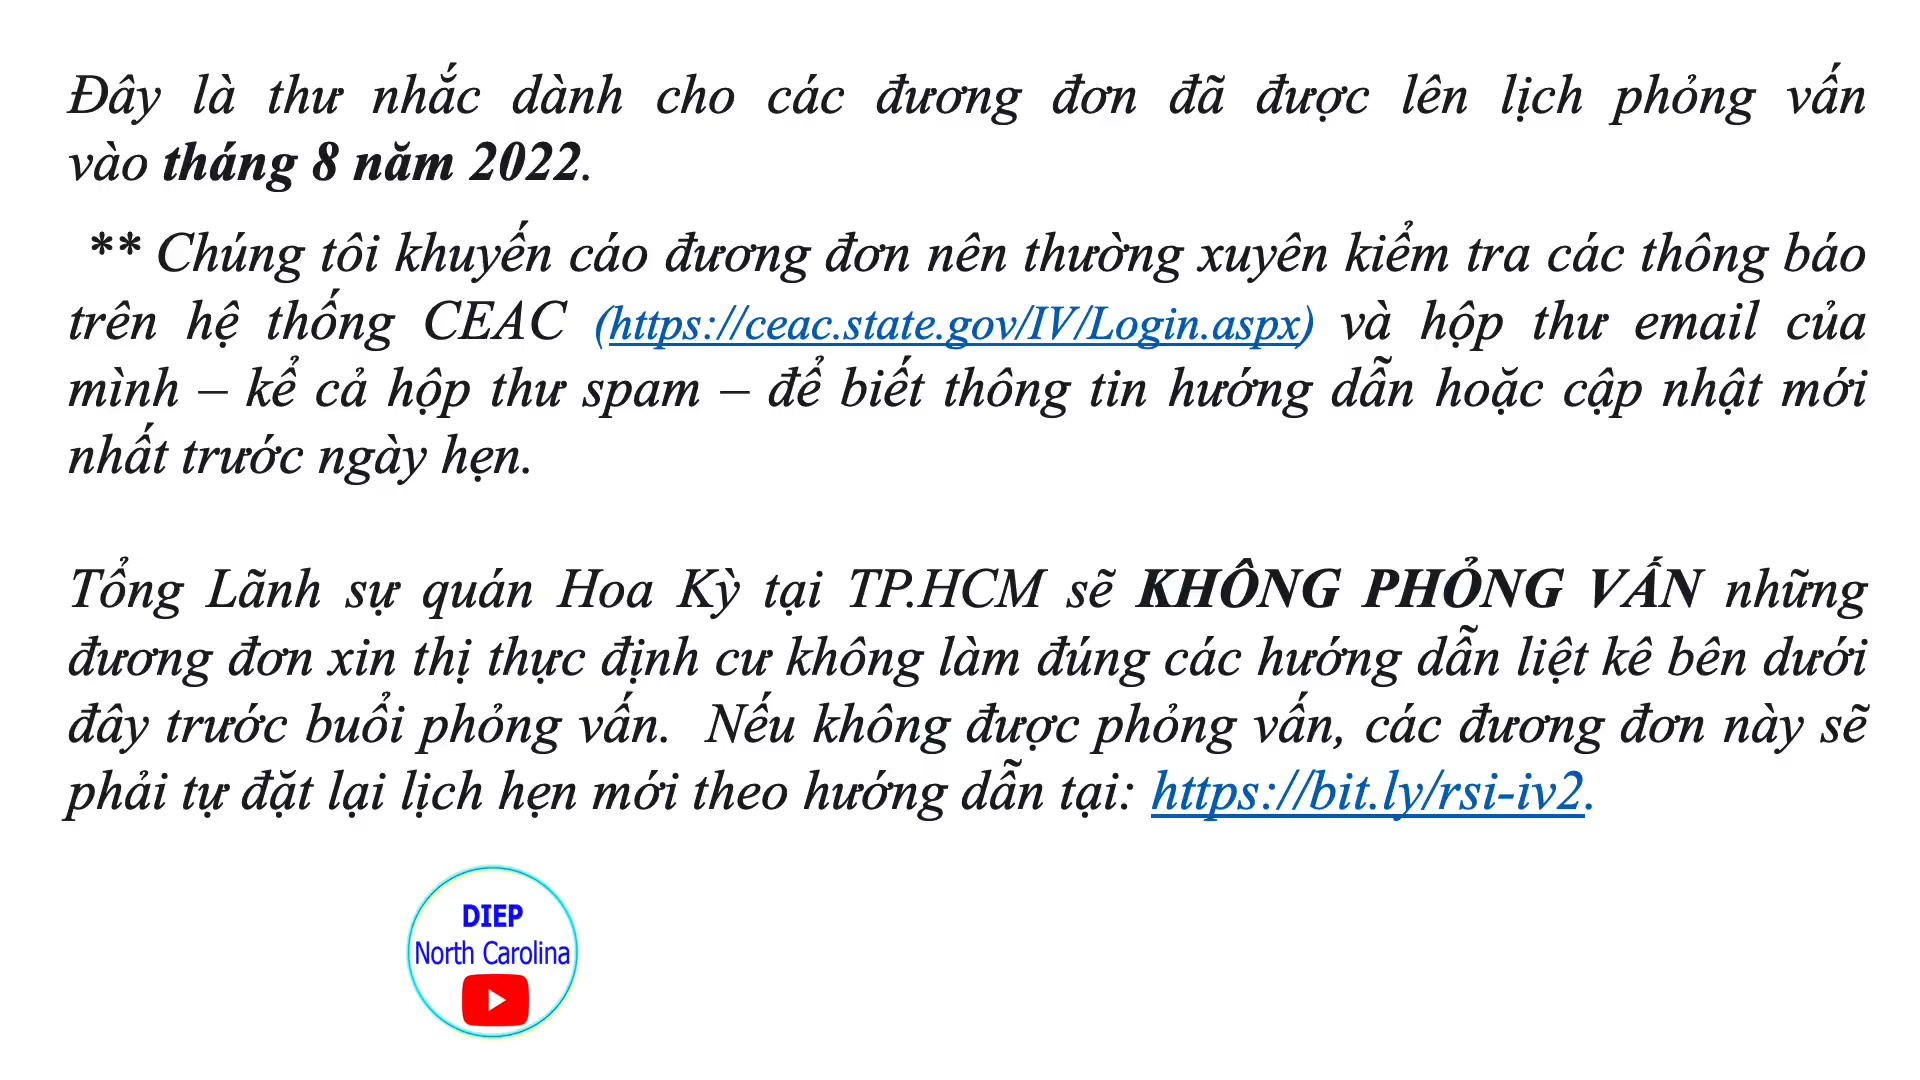 Đây là thư nhắc dành cho các đương đơn đã được lên lịch phỏng vấn
vào tháng 8 năm 2022.
** Chúng tôi khuyến cáo đương đơn nên thường xuyên kiểm tra các thông báo
trên hệ thống CEAC (https://ceac.state.gov/IV/Login.aspx) và hộp thư email của
mình – kể cả hộp thư spam – để biết thông tin hướng dẫn hoặc cập nhật mới
nhất trước ngày hẹn.
Tổng Lãnh sự quán Hoa Kỳ tại TP.HCM sẽ KHÔNG PHỎNG VẤN những
đương đơn xin thị thực định cư không làm đúng các hướng dẫn liệt kê bên dưới
đây trước buổi phỏng vấn.  Nếu không được phỏng vấn, các đương đơn này sẽ
phải tự đặt lại lịch hẹn mới theo hướng dẫn tại: https://bit.ly/rsi-iv2.
DIEP
North Carolina